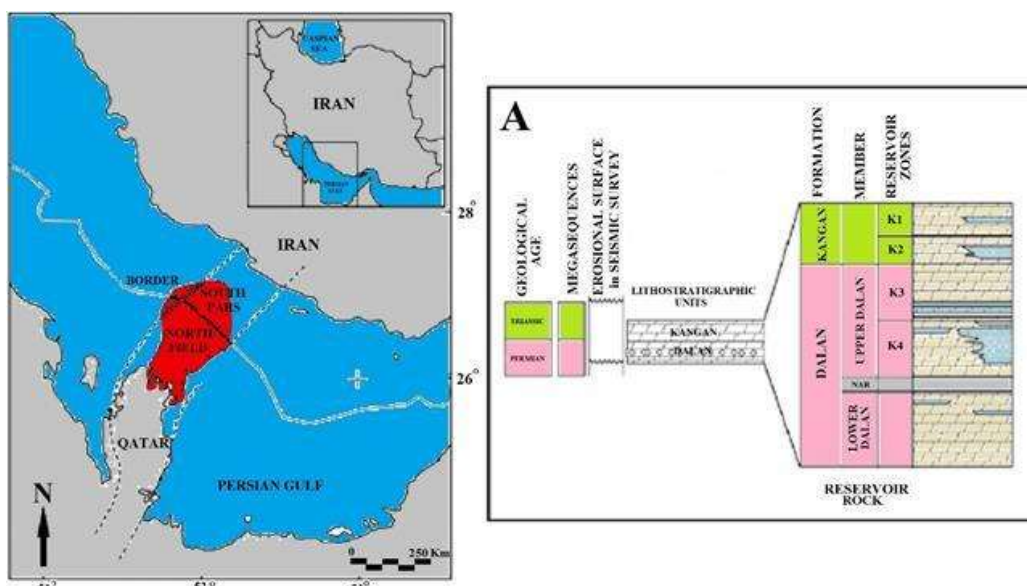 CASPIAN
SEA
IRAN
PERSIAN
GULF
28°
IRAN
BORDER
SOUTH
PARS
NORTH
FIELD
26°
QATAR
PERSIAN GULF
N
0 250 Km
A
GEOLOGICAL
AGE
MEGASEQUENCES
EROSIONAL SURFACE
in SEISMIC SURVEY
LITHOSTRATIGRAPHIC
UNITS
FORMATION
MEMBER
RESERVOIR
ZONES
TRIASSIC
PERMIAN
KANGAN
DALAN
KANGAN
K1
K2
DALAN
UPPER DALAN
K3
K4
NAR
LOWER
DALAN
RESERVOIR
ROCK